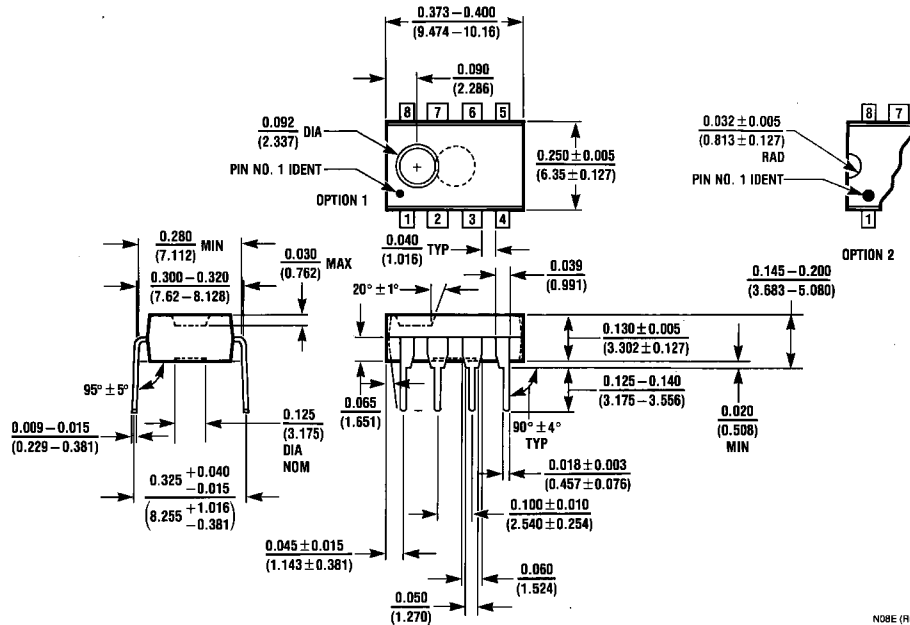 0.373–0.400
(9.474–10.16)
0.090
(2.286)
8 7 6 5
0.092 DIA
(2.337)
PIN NO. 1 IDENT
OPTION 1
1 2 3 4
0.250 ± 0.005
(6.35 ± 0.127)
0.032 ± 0.005
(0.813 ± 0.127)
RAD
PIN NO. 1 IDENT
8 7
1
OPTION 2
0.280 MIN
(7.112)
0.300–0.320
(7.62–8.128)
0.030 MAX
(0.762)
0.040 TYP
(1.016)
20° ± 1°
0.039
(0.991)
0.145–0.200
(3.683–5.080)
0.130 ± 0.005
(3.302 ± 0.127)
0.125–0.140
(3.175–3.556)
0.020
(0.508)
MIN
95° ± 5°
0.009–0.015
(0.229–0.381)
0.125
(3.175)
DIA
NOM
0.065
(1.651)
90° ± 4°
TYP
0.018 ± 0.003
(0.457 ± 0.076)
0.325 +0.040
−0.015
(8.255 +1.016
−0.381)
0.100 ± 0.010
(2.540 ± 0.254)
0.045 ± 0.015
(1.143 ± 0.381)
0.060
(1.524)
0.050
(1.270)
N08E (R